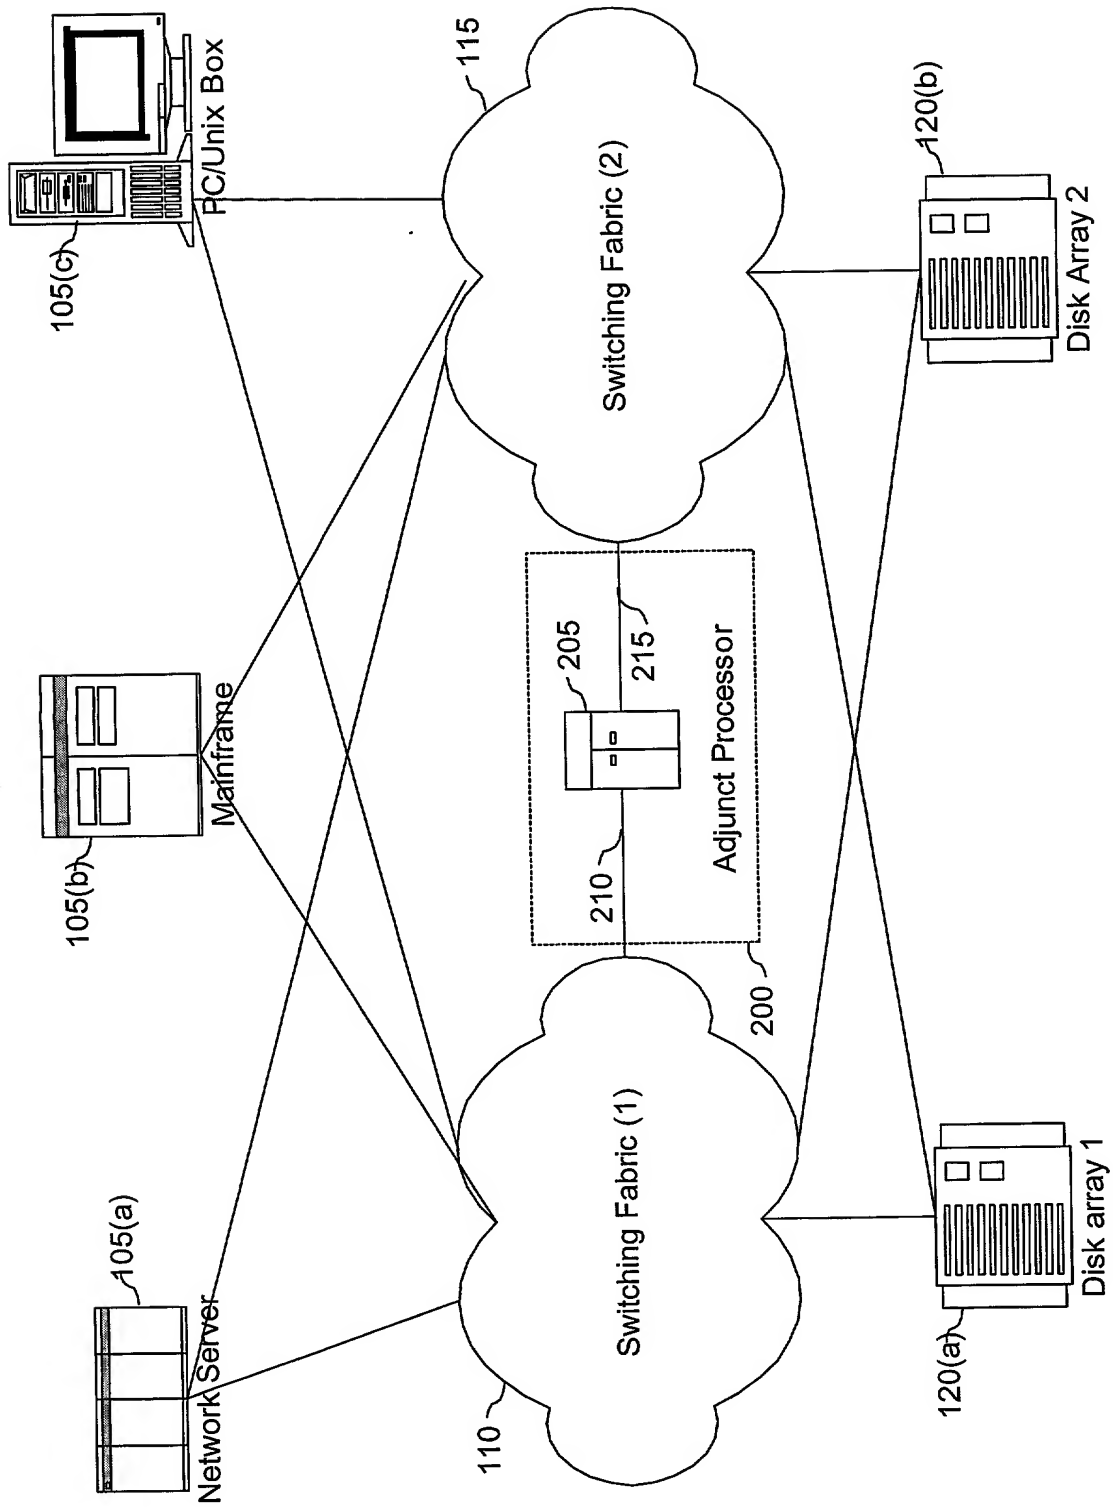 105(a)
Network Server
105(b)
Mainframe
105(c)
PC/Unix Box
110
Switching Fabric (1)
210
205
215
Adjunct Processor
200
115
Switching Fabric (2)
120(a)
Disk array 1
120(b)
Disk Array 2